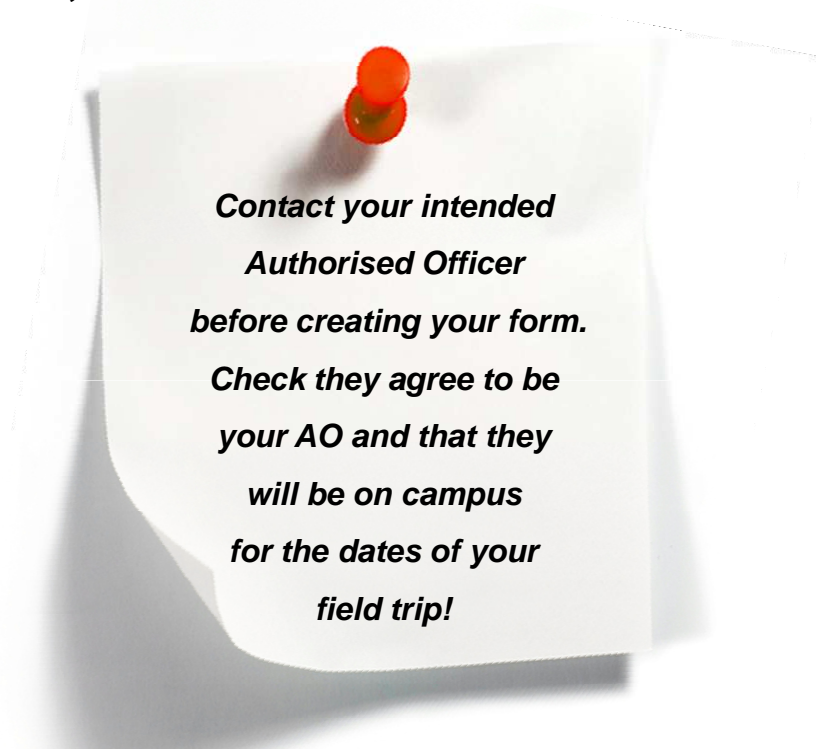 Contact your intended
Authorised Officer
before creating your form.
Check they agree to be
your AO and that they
will be on campus
for the dates of your
field trip!